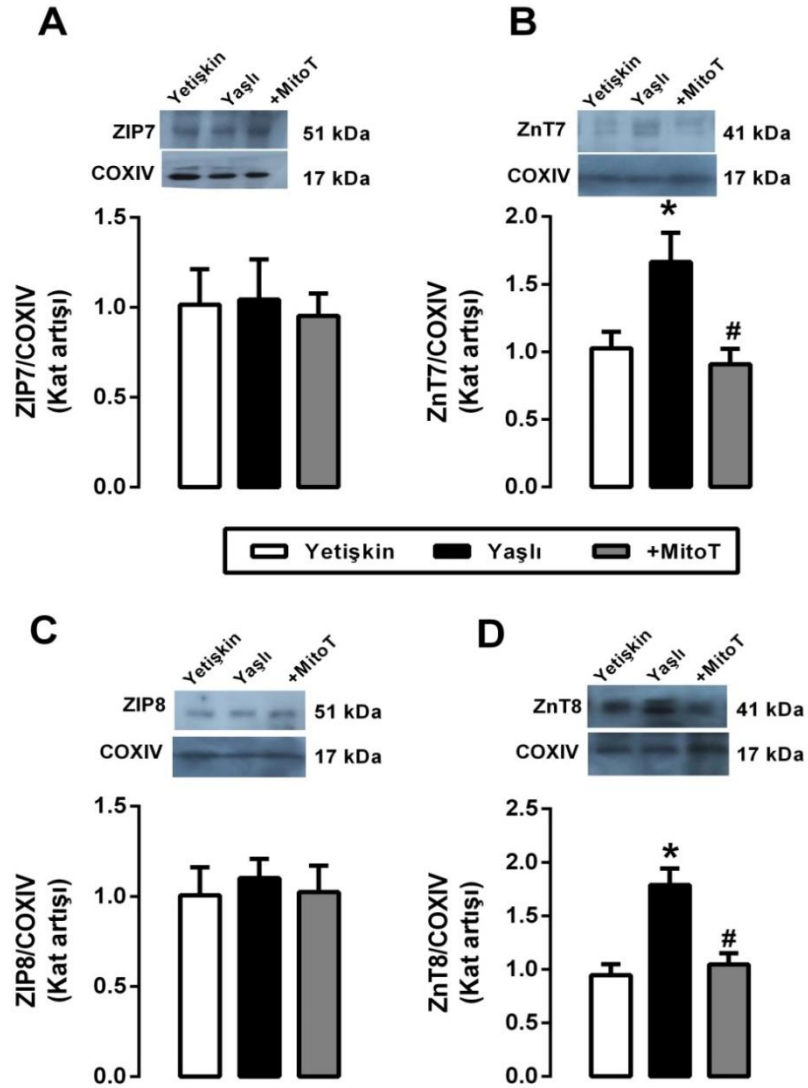 A
Yetişkin
Yaşlı
+MitoT
ZIP7
51 kDa
COXIV
17 kDa
ZIP7/COXIV
(Kat artışı)
1.5
1.0
0.5
0.0
B
Yetişkin
Yaşlı
+MitoT
ZnT7
41 kDa
COXIV
17 kDa
ZnT7/COXIV
(Kat artışı)
2.0
1.5
1.0
0.5
0.0
*
#
Yetişkin
Yaşlı
+MitoT
C
Yetişkin
Yaşlı
+MitoT
ZIP8
51 kDa
COXIV
17 kDa
ZIP8/COXIV
(Kat artışı)
1.5
1.0
0.5
0.0
D
Yetişkin
Yaşlı
+MitoT
ZnT8
41 kDa
COXIV
17 kDa
ZnT8/COXIV
(Kat artışı)
2.5
2.0
1.5
1.0
0.5
0.0
*
#